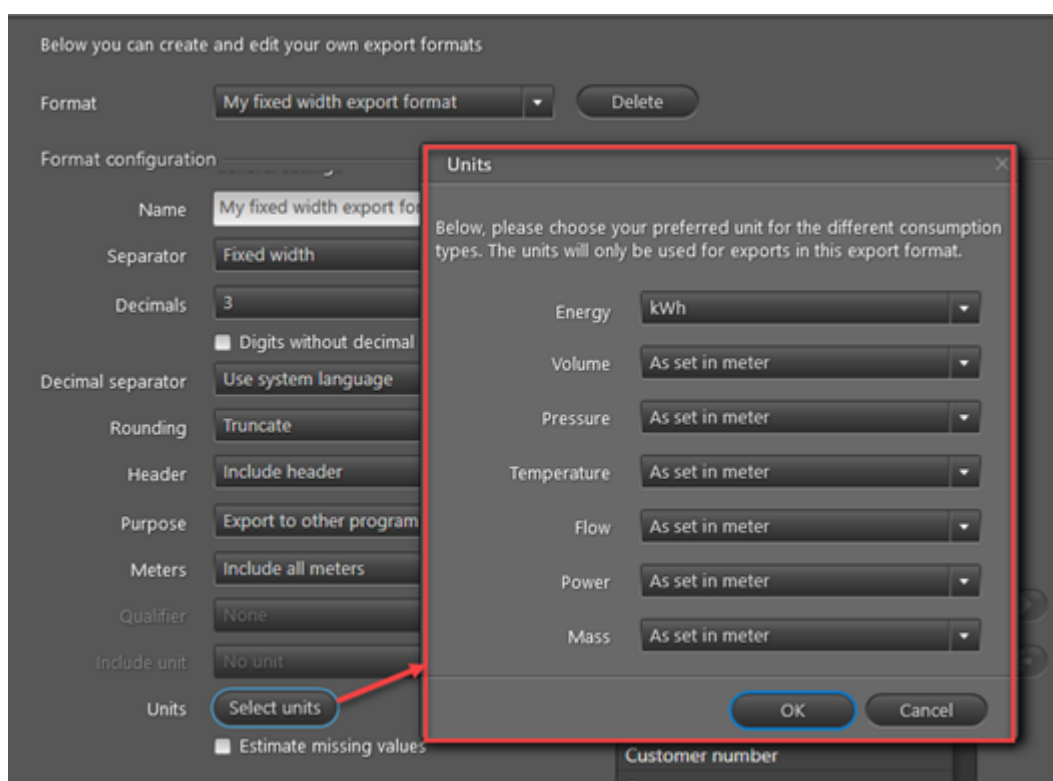 Below you can create and edit your own export formats
Format My fixed width export format Delete
Format configuration
Name My fixed width export for
Separator Fixed width
Decimals 3
Digits without decimal
Decimal separator Use system language
Rounding Truncate
Header Include header
Purpose Export to other program
Meters Include all meters
Qualifier None
Include unit No unit
Units Select units
Estimate missing values
Units
Below, please choose your preferred unit for the different consumption
types. The units will only be used for exports in this export format.
Energy kWh
Volume As set in meter
Pressure As set in meter
Temperature As set in meter
Flow As set in meter
Power As set in meter
Mass As set in meter
OK Cancel
Customer number